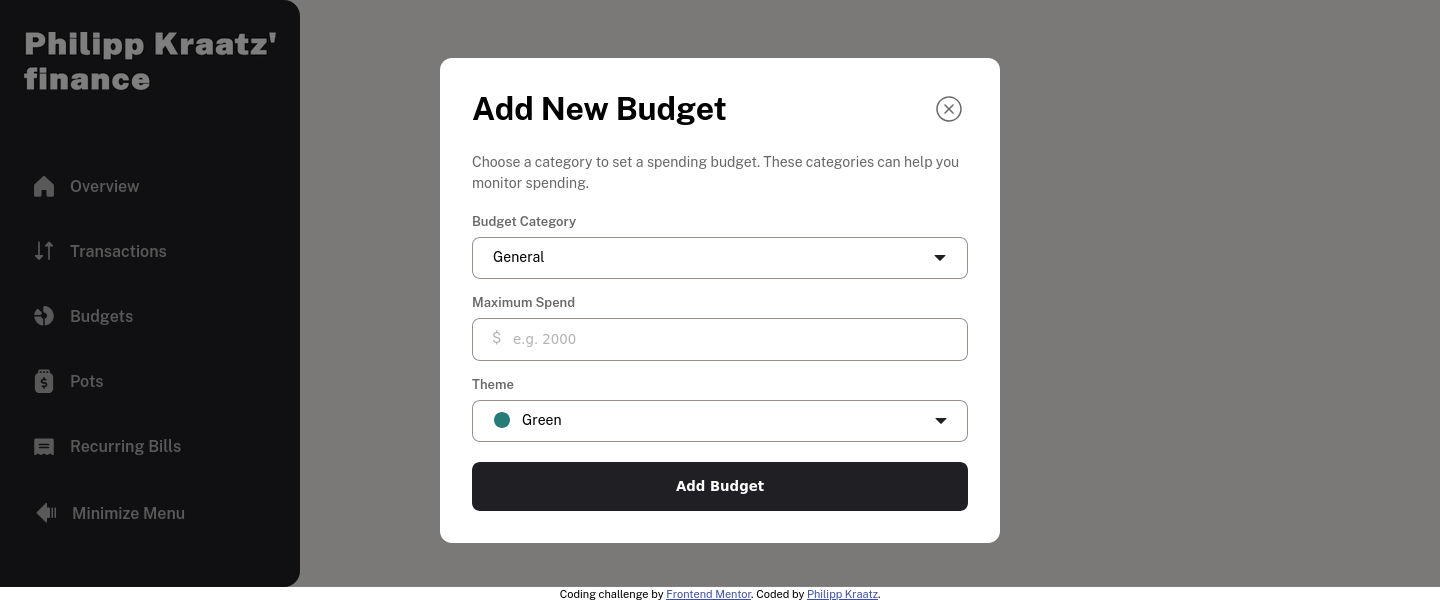 Philipp Kraatz'
finance
Overview
Transactions
Budgets
Pots
Recurring Bills
Minimize Menu
Add New Budget
Choose a category to set a spending budget. These categories can help you
monitor spending.
Budget Category
General
Maximum Spend
$ e.g. 2000
Theme
Green
Add Budget
Coding challenge by Frontend Mentor. Coded by Philipp Kraatz.